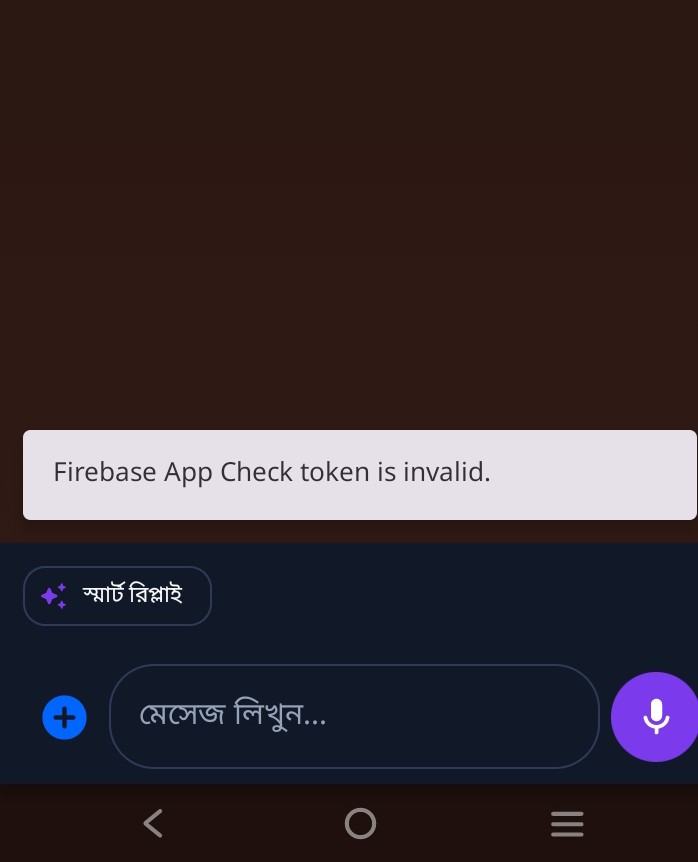 Firebase App Check token is invalid.
স্মার্ট রিপ্লাই
মেসেজ লিখুন...